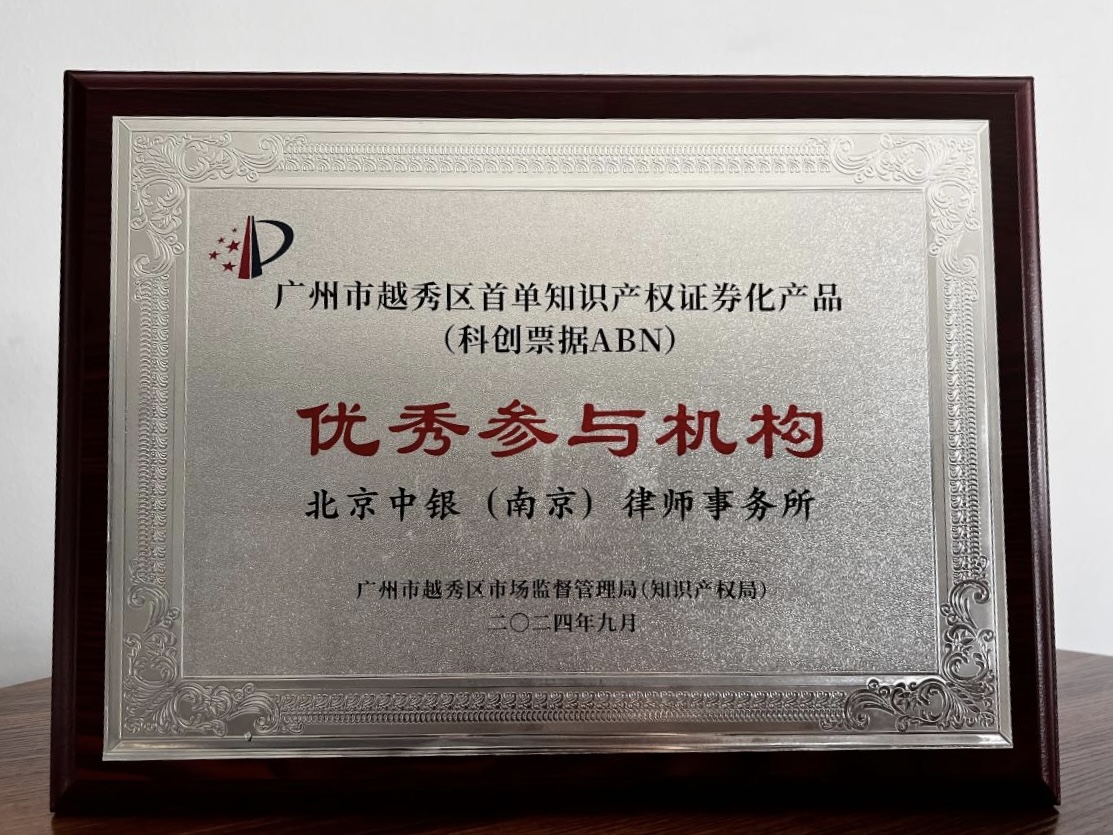 广州市越秀区首单知识产权证券化产品
（科创票据ABN）
优秀参与机构
北京中银（南京）律师事务所
广州市越秀区市场监督管理局（知识产权局）
二〇二四年九月